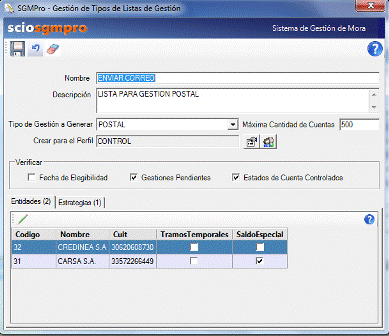 SGMPro - Gestión de Tipos de Listas de Gestión
sciosgmpro
Sistema de Gestión de Mora
Nombre ENVIAR CORREO
Descripción LISTA PARA GESTION POSTAL
Tipo de Gestión a Generar POSTAL Máxima Cantidad de Cuentas 500
Crear para el Perfil CONTROL
Verificar
Fecha de Elegibilidad Gestiones Pendientes Estados de Cuenta Controlados
Entidades (2) Estrategias (1)
Codigo Nombre Cuit TramosTemporales SaldoEspecial
32 CREDINEA S.A 30620608730
31 CARSA S.A. 33572266449